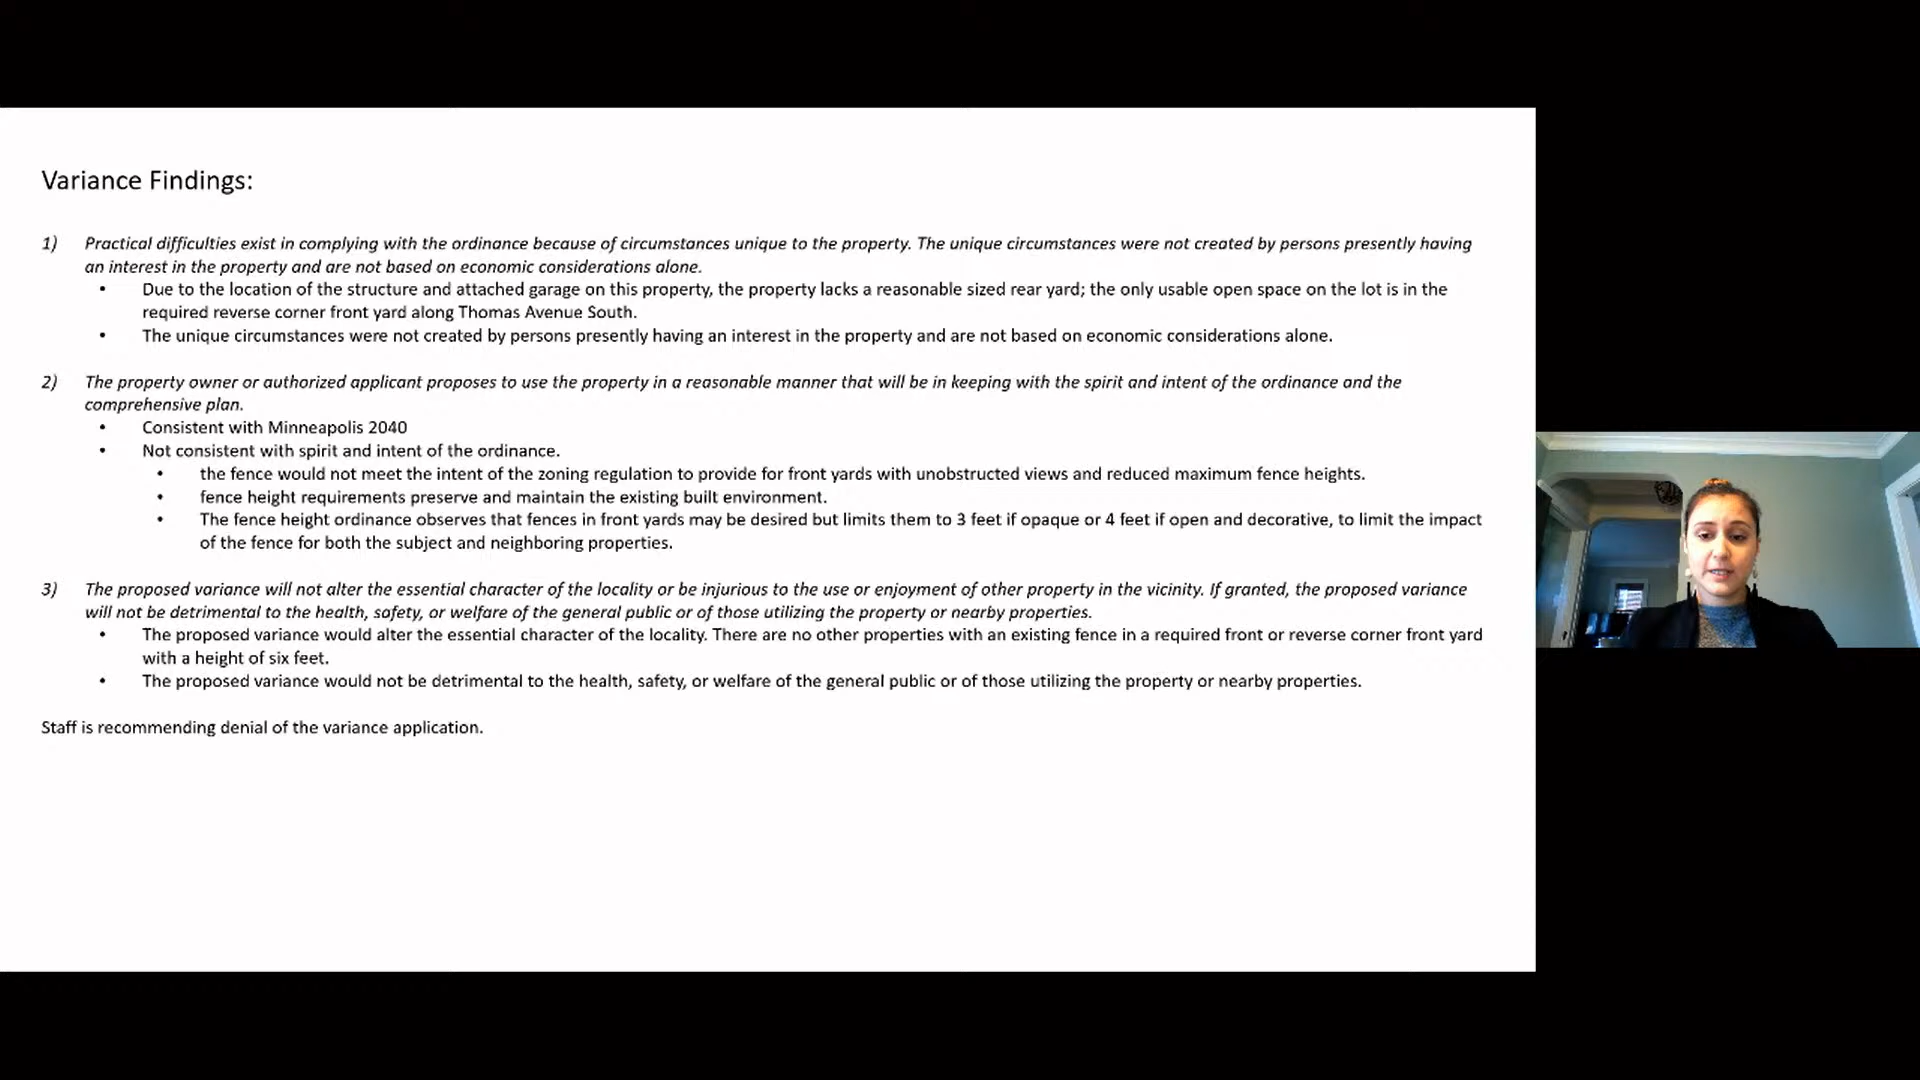 Variance Findings:
1) Practical difficulties exist in complying with the ordinance because of circumstances unique to the property. The unique circumstances were not created by persons presently having
an interest in the property and are not based on economic considerations alone.
• Due to the location of the structure and attached garage on this property, the property lacks a reasonable sized rear yard; the only usable open space on the lot is in the
required reverse corner front yard along Thomas Avenue South.
• The unique circumstances were not created by persons presently having an interest in the property and are not based on economic considerations alone.
2) The property owner or authorized applicant proposes to use the property in a reasonable manner that will be in keeping with the spirit and intent of the ordinance and the
comprehensive plan.
• Consistent with Minneapolis 2040
• Not consistent with spirit and intent of the ordinance.
• the fence would not meet the intent of the zoning regulation to provide for front yards with unobstructed views and reduced maximum fence heights.
• fence height requirements preserve and maintain the existing built environment.
• The fence height ordinance observes that fences in front yards may be desired but limits them to 3 feet if opaque or 4 feet if open and decorative, to limit the impact
of the fence for both the subject and neighboring properties.
3) The proposed variance will not alter the essential character of the locality or be injurious to the use or enjoyment of other property in the vicinity. If granted, the proposed variance
will not be detrimental to the health, safety, or welfare of the general public or of those utilizing the property or nearby properties.
• The proposed variance would alter the essential character of the locality. There are no other properties with an existing fence in a required front or reverse corner front yard
with a height of six feet.
• The proposed variance would not be detrimental to the health, safety, or welfare of the general public or of those utilizing the property or nearby properties.
Staff is recommending denial of the variance application.